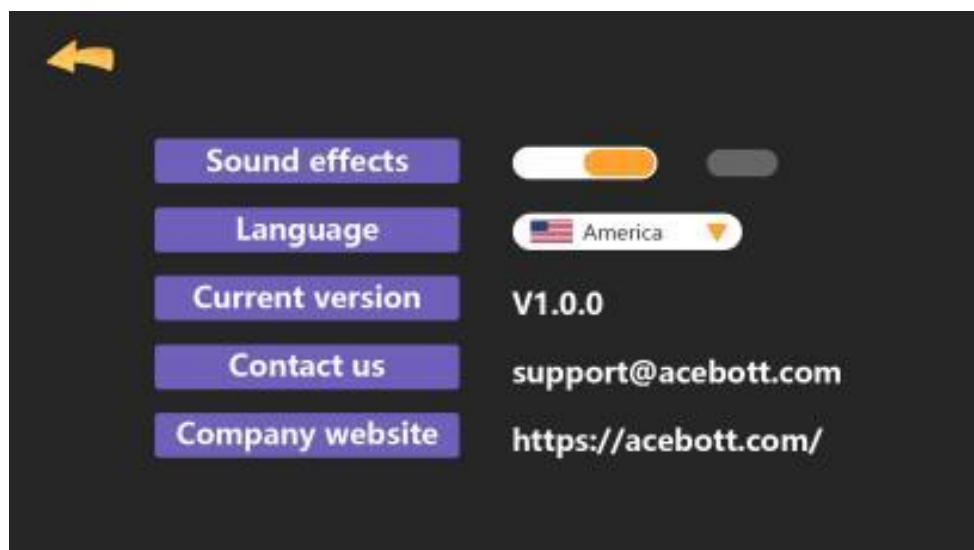 Sound effects
Language America
Current version V1.0.0
Contact us support@acebott.com
Company website https://acebott.com/